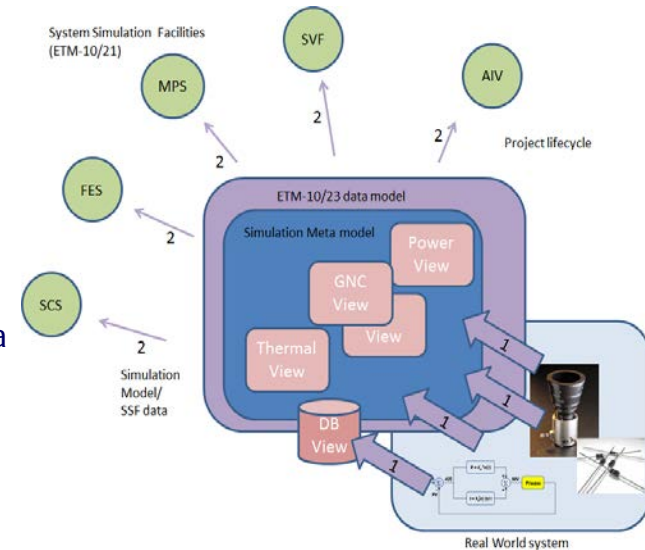 System Simulation Facilities
(ETM-10/21)
SVF
MPS
AIV
2
2
2
Project lifecycle
FES
2
ETM-10/23 data model
Simulation Meta model
Power
View
GNC
View
View
SCS
2
a
Thermal
View
Simulation
Model/
SSF data
1
1
1
DB
View
1
Real World system